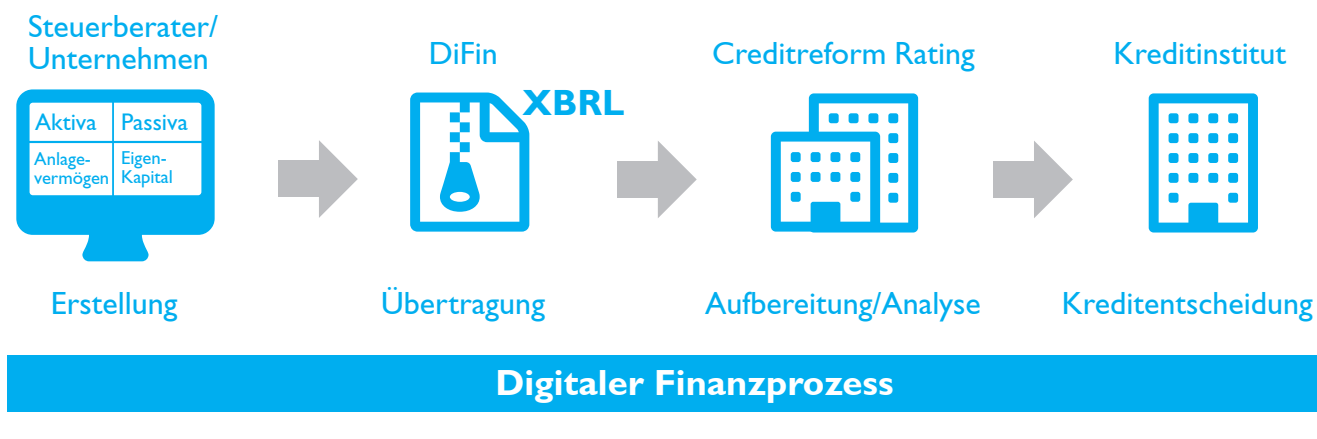 Steuerberater/
Unternehmen
DiFin
Creditreform Rating
Kreditinstitut
Aktiva
Passiva
Anlage-
vermögen
Eigen-
Kapital
XBRL
Erstellung
Übertragung
Aufbereitung/Analyse
Kreditentscheidung
Digitaler Finanzprozess